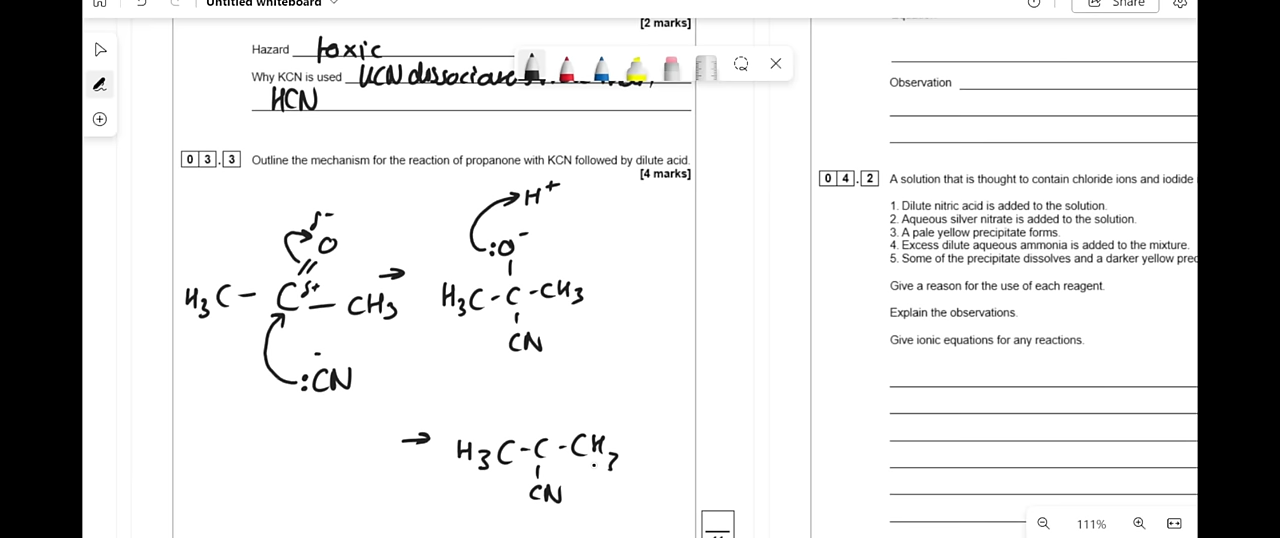 Untitled whiteboard
Share
[2 marks]
Hazard toxic
Why KCN is used KCN dissociate
HCN
0 3 . 3 Outline the mechanism for the reaction of propanone with KCN followed by dilute acid.
[4 marks]
δ-
O
H3C - C δ+ - CH3
:CN -
→
H+
:O-
H3C - C - CH3
CN
→ H3C - C - CH3
CN
Observation
0 4 . 2 A solution that is thought to contain chloride ions and iodide
1. Dilute nitric acid is added to the solution.
2. Aqueous silver nitrate is added to the solution.
3. A pale yellow precipitate forms.
4. Excess dilute aqueous ammonia is added to the mixture.
5. Some of the precipitate dissolves and a darker yellow prec
Give a reason for the use of each reagent.
Explain the observations.
Give ionic equations for any reactions.
111%